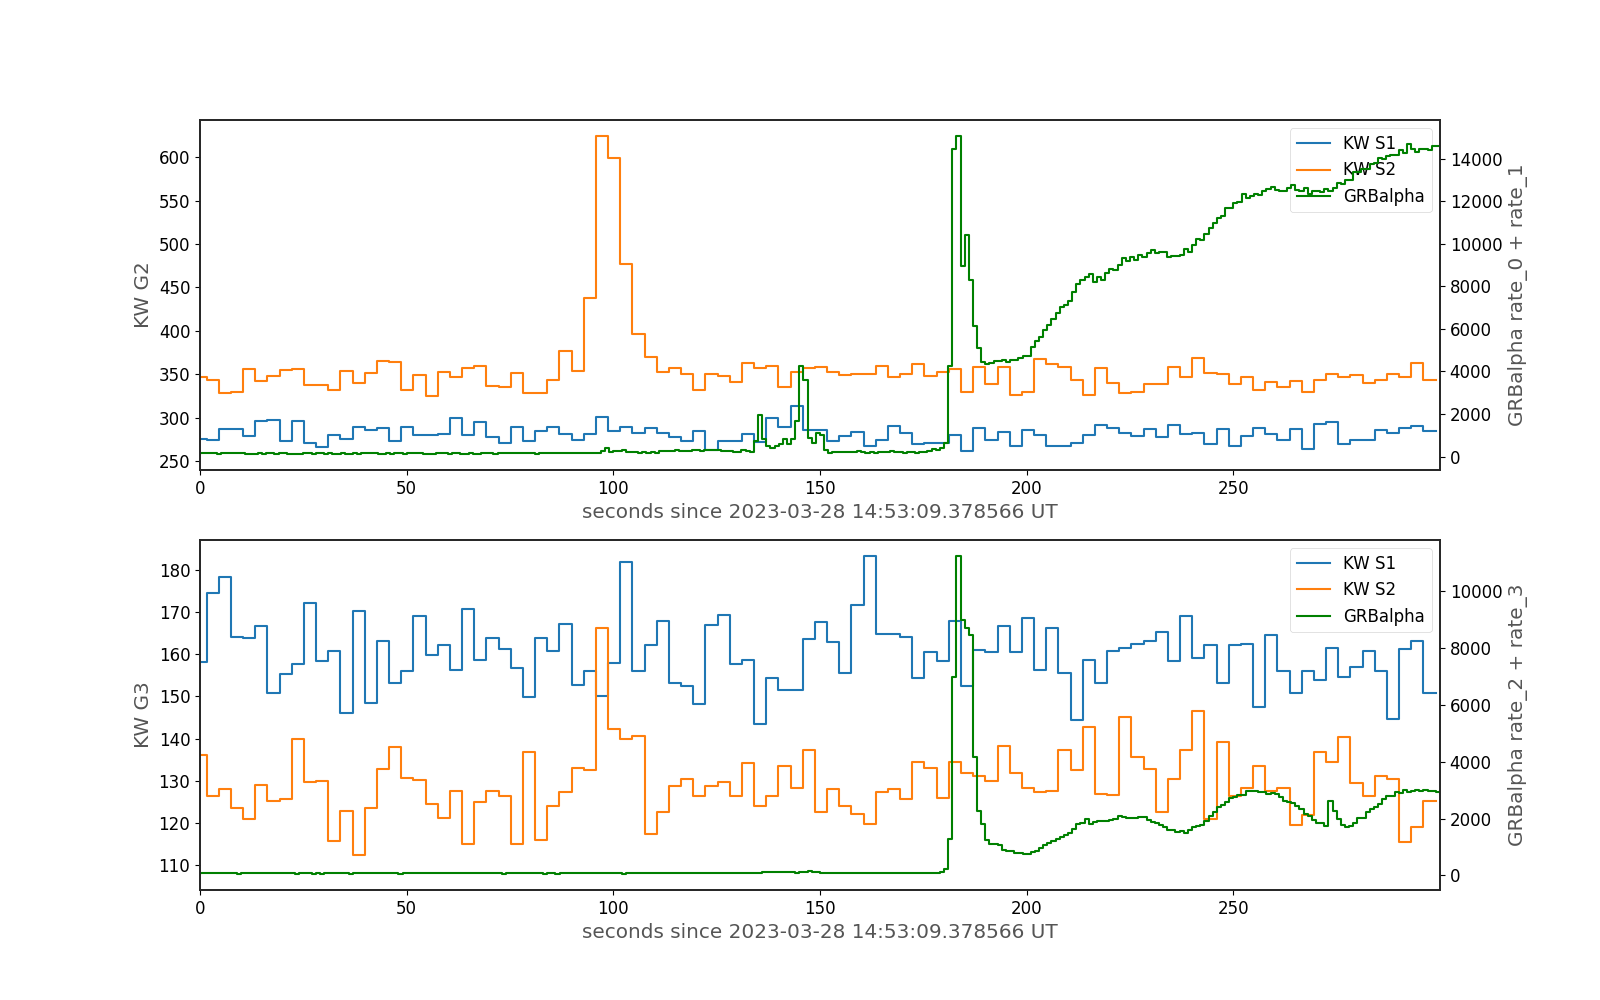 KW G2
600
550
500
450
400
350
300
250
KW S1
KW S2
GRBalpha
14000
12000
10000
8000
6000
4000
2000
0
GRBalpha rate_0 + rate_1
0 50 100 150 200 250
seconds since 2023-03-28 14:53:09.378566 UT
KW G3
180
170
160
150
140
130
120
110
KW S1
KW S2
GRBalpha
10000
8000
6000
4000
2000
0
GRBalpha rate_2 + rate_3
0 50 100 150 200 250
seconds since 2023-03-28 14:53:09.378566 UT